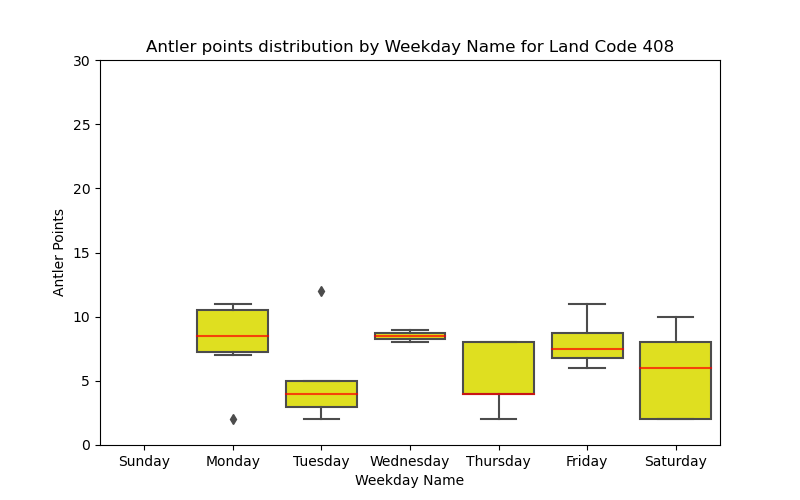 Antler points distribution by Weekday Name for Land Code 408
30
25
20
15
10
5
0
Antler Points
Sunday Monday Tuesday Wednesday Thursday Friday Saturday
Weekday Name